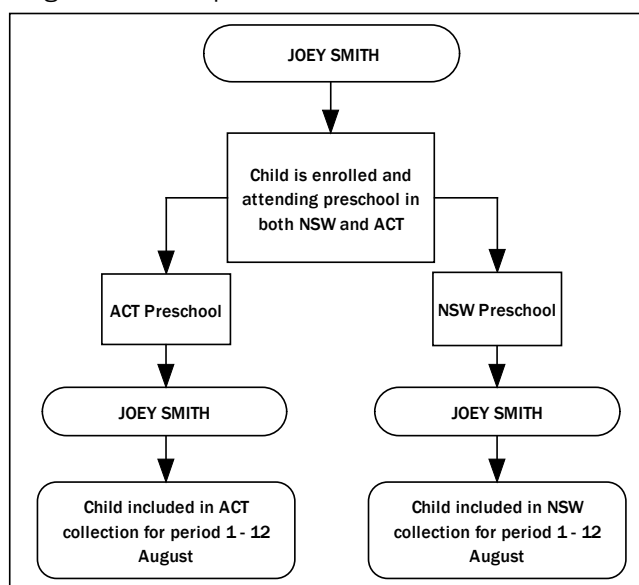 JOEY SMITH
Child is enrolled and
attending preschool in
both NSW and ACT
ACT Preschool
NSW Preschool
JOEY SMITH
JOEY SMITH
Child included in ACT
collection for period 1 - 12
August
Child included in NSW
collection for period 1 - 12
August